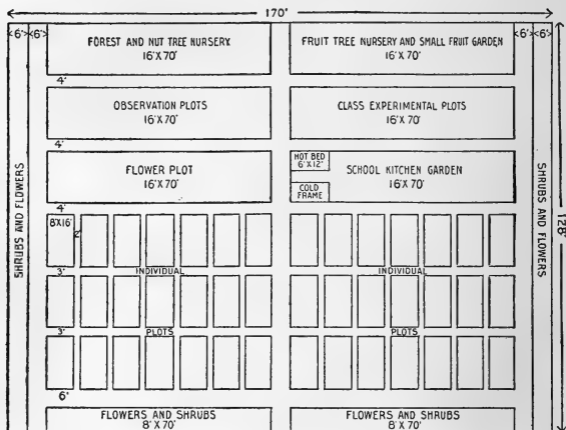 170'
6' 6' 6' 6'
FOREST AND NUT TREE NURSERY
16'X 70'
FRUIT TREE NURSERY AND SMALL FRUIT GARDEN
16'X 70'
4'
OBSERVATION PLOTS
16'X 70'
CLASS EXPERIMENTAL PLOTS
16'X 70'
4'
FLOWER PLOT
16'X 70'
HOT BED
6'X12'
COLD
FRAME
SCHOOL KITCHEN GARDEN
16'X 70'
4'
SHRUBS AND FLOWERS
SHRUBS AND FLOWERS
128'
8'X16'
2'
3'
INDIVIDUAL
INDIVIDUAL
3'
PLOTS
PLOTS
6'
FLOWERS AND SHRUBS
8' X 70'
FLOWERS AND SHRUBS
8' X 70'